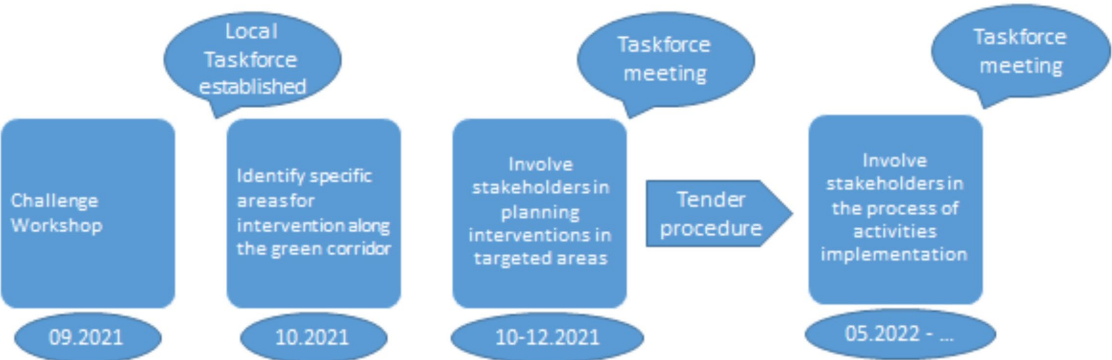 Local
Taskforce
established
Taskforce
meeting
Taskforce
meeting
Challenge
Workshop
Identify specific
areas for
intervention along
the green corridor
Involve
stakeholders in
planning
interventions in
targeted areas
Tender
procedure
Involve
stakeholders in
the process of
activities
implementation
09.2021
10.2021
10-12.2021
05.2022 - ...